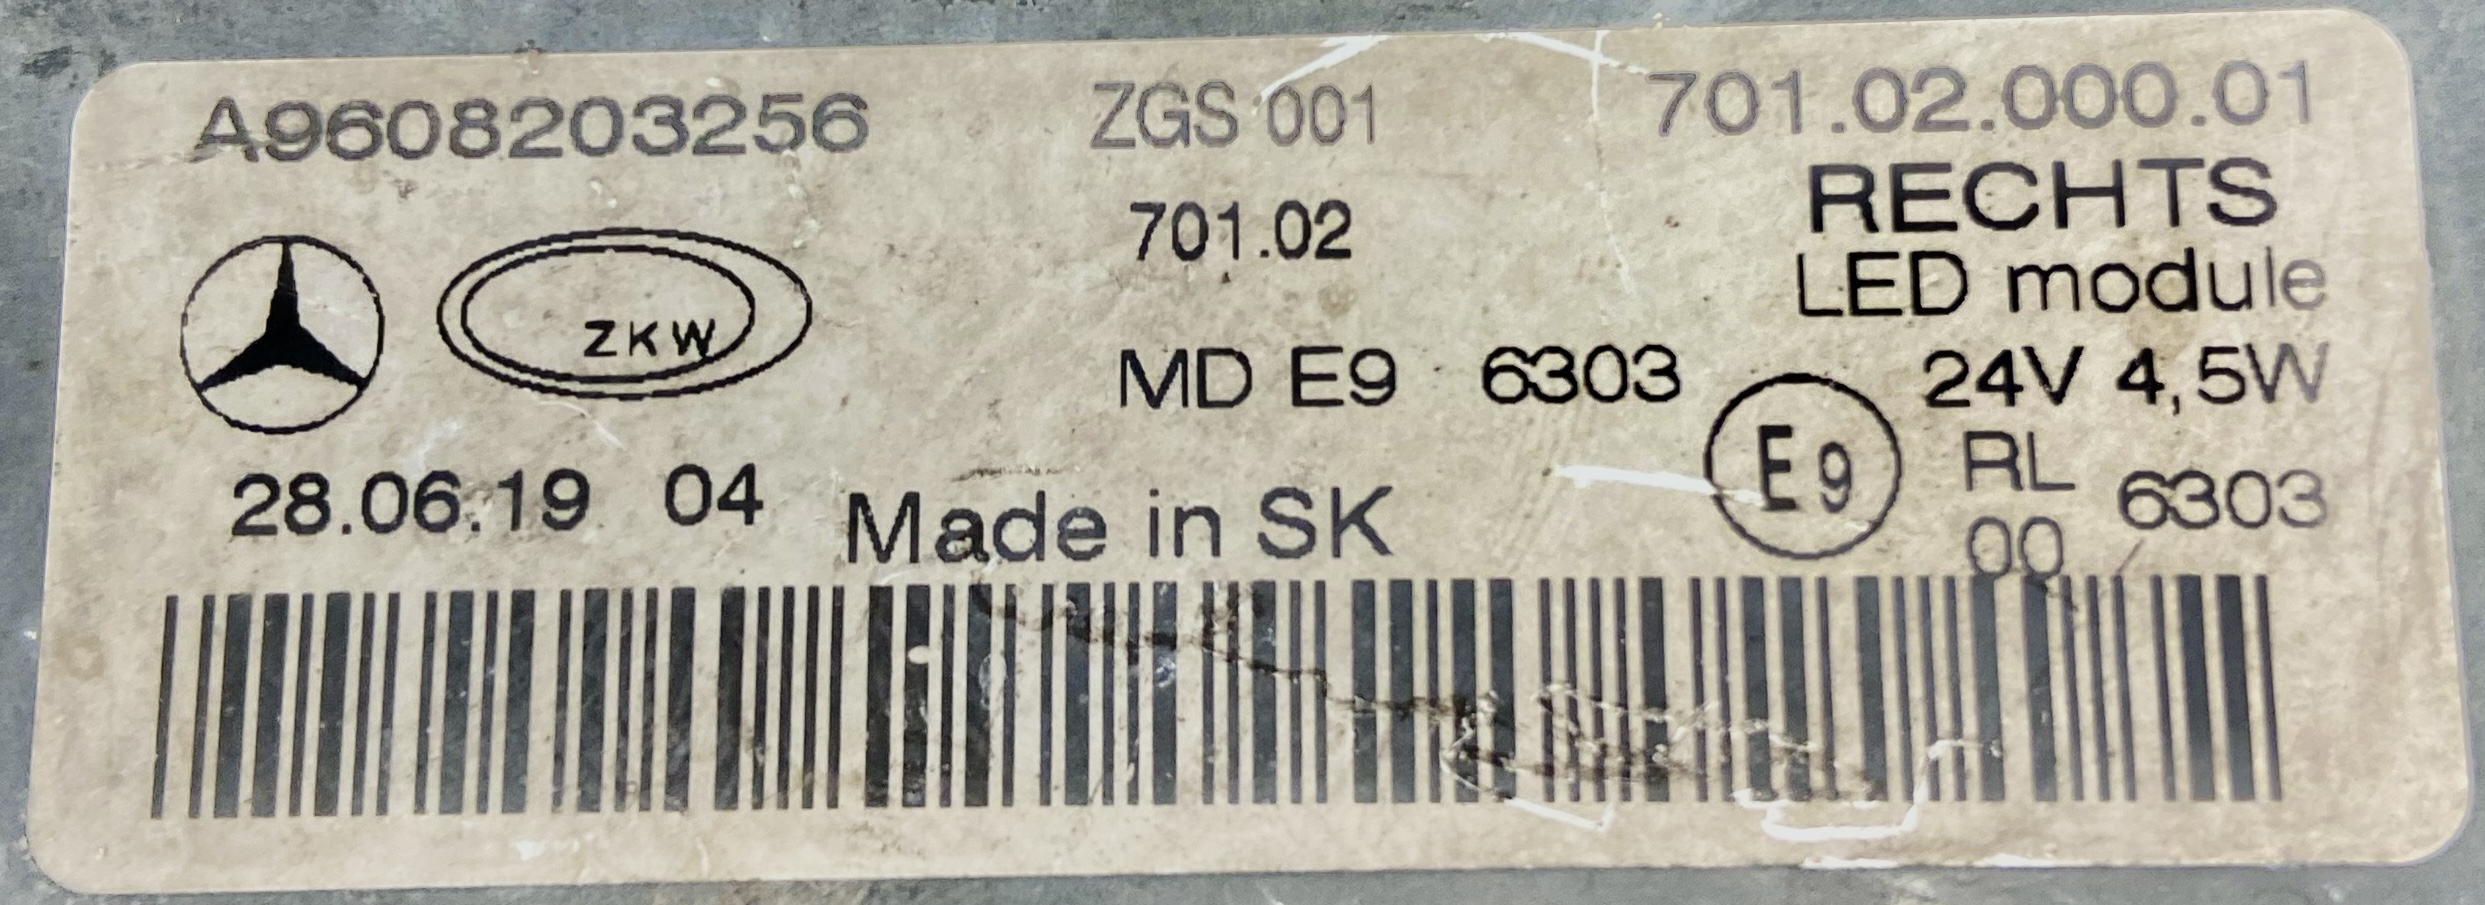 A9608203256 ZGS 001 701.02.000.01
701.02 RECHTS
LED module
ZKW
MD E9 6303 24V 4,5W
E9 RL 6303
00
28.06.19 04 Made in SK